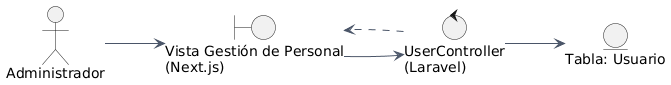 Administrador
Vista Gestión de Personal
(Next.js)
UserController
(Laravel)
Tabla: Usuario